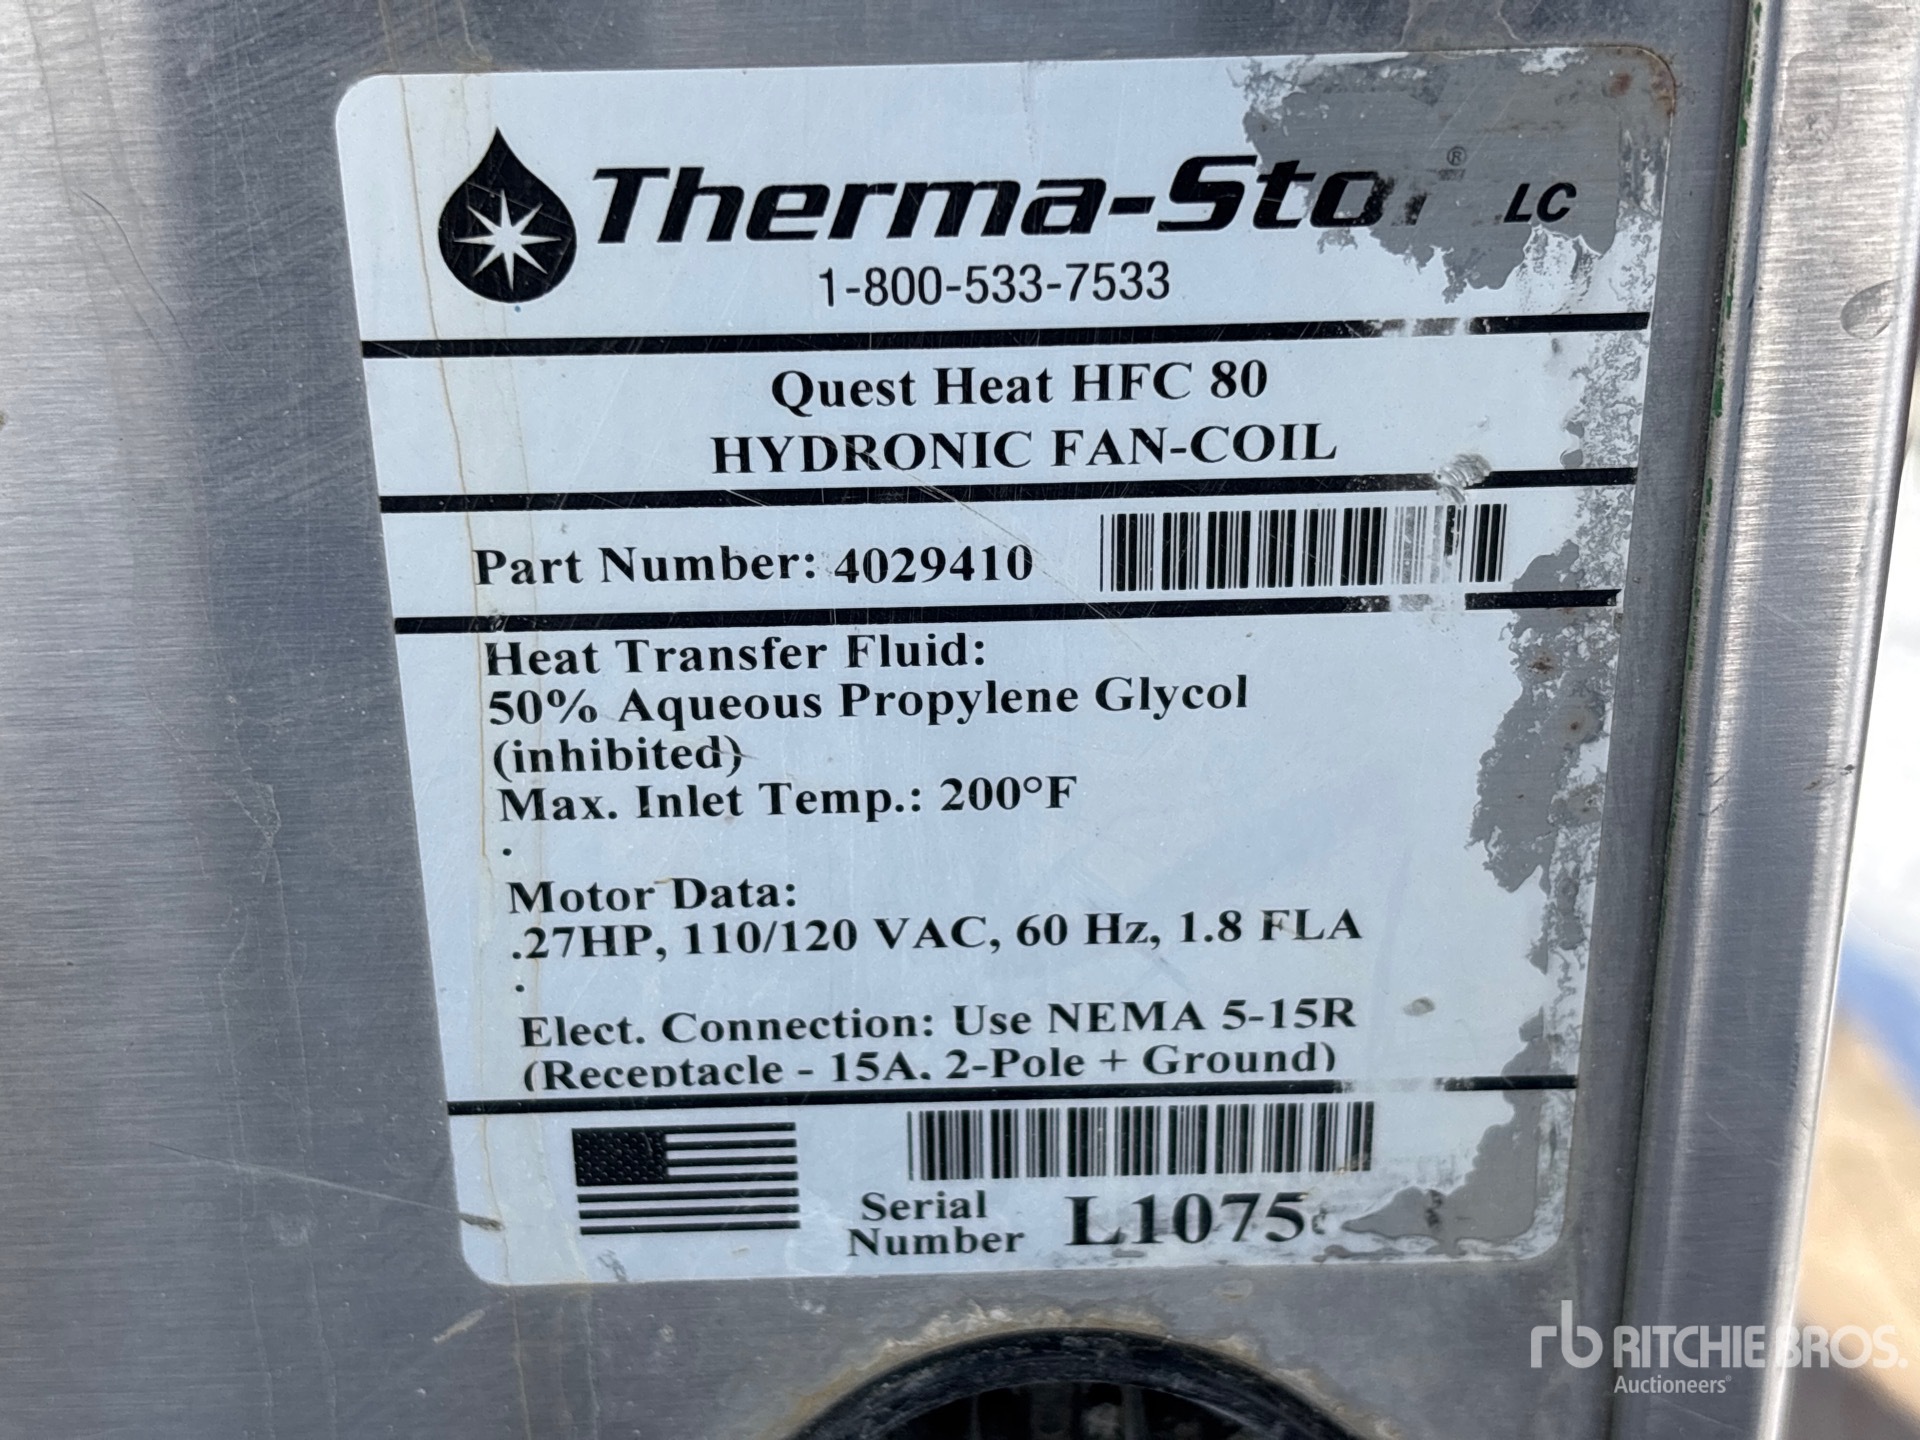 Therma-Stor ® LC
1-800-533-7533
Quest Heat HFC 80
HYDRONIC FAN-COIL
Part Number: 4029410
Heat Transfer Fluid:
50% Aqueous Propylene Glycol
(inhibited)
Max. Inlet Temp.: 200°F
.
Motor Data:
.27HP, 110/120 VAC, 60 Hz, 1.8 FLA
.
Elect. Connection: Use NEMA 5-15R
(Receptacle - 15A, 2-Pole + Ground)
Serial
Number L1075
rb RITCHIE BROS.
Auctioneers®